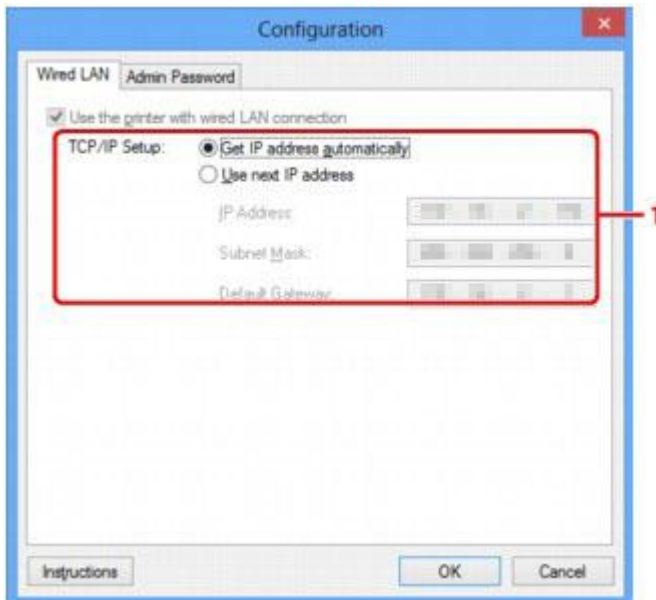 Configuration
Wired LAN Admin Password
Use the printer with wired LAN connection
TCP/IP Setup: Get IP address automatically
Use next IP address
IP Address:
1
Subnet Mask:
Default Gateway:
Instructions OK Cancel